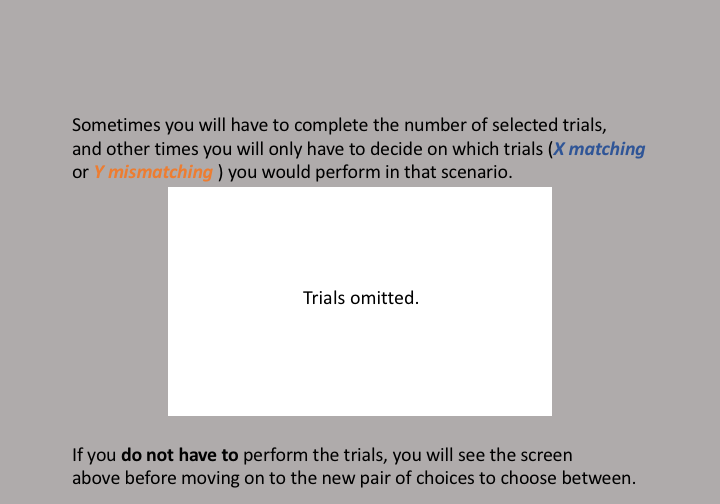 Sometimes you will have to complete the number of selected trials,
and other times you will only have to decide on which trials (X matching
or Y mismatching ) you would perform in that scenario.
Trials omitted.
If you do not have to perform the trials, you will see the screen
above before moving on to the new pair of choices to choose between.